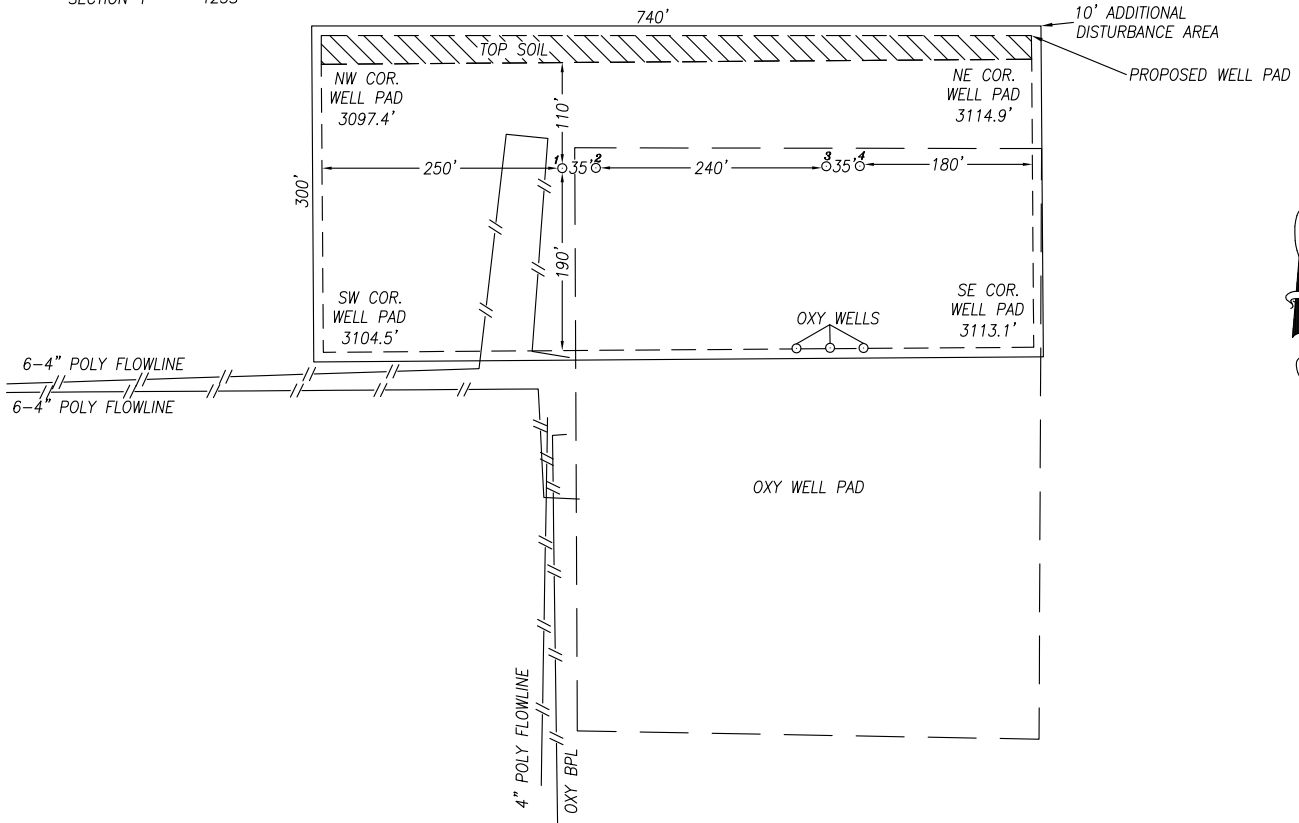 740'
10' ADDITIONAL
DISTURBANCE AREA
TOP SOIL
PROPOSED WELL PAD
NW COR.
WELL PAD
3097.4'
NE COR.
WELL PAD
3114.9'
110'
250'
1
35'
2
240'
3
35'
4
180'
300'
190'
SW COR.
WELL PAD
3104.5'
OXY WELLS
SE COR.
WELL PAD
3113.1'
6-4" POLY FLOWLINE
6-4" POLY FLOWLINE
OXY WELL PAD
4" POLY FLOWLINE
OXY BPL